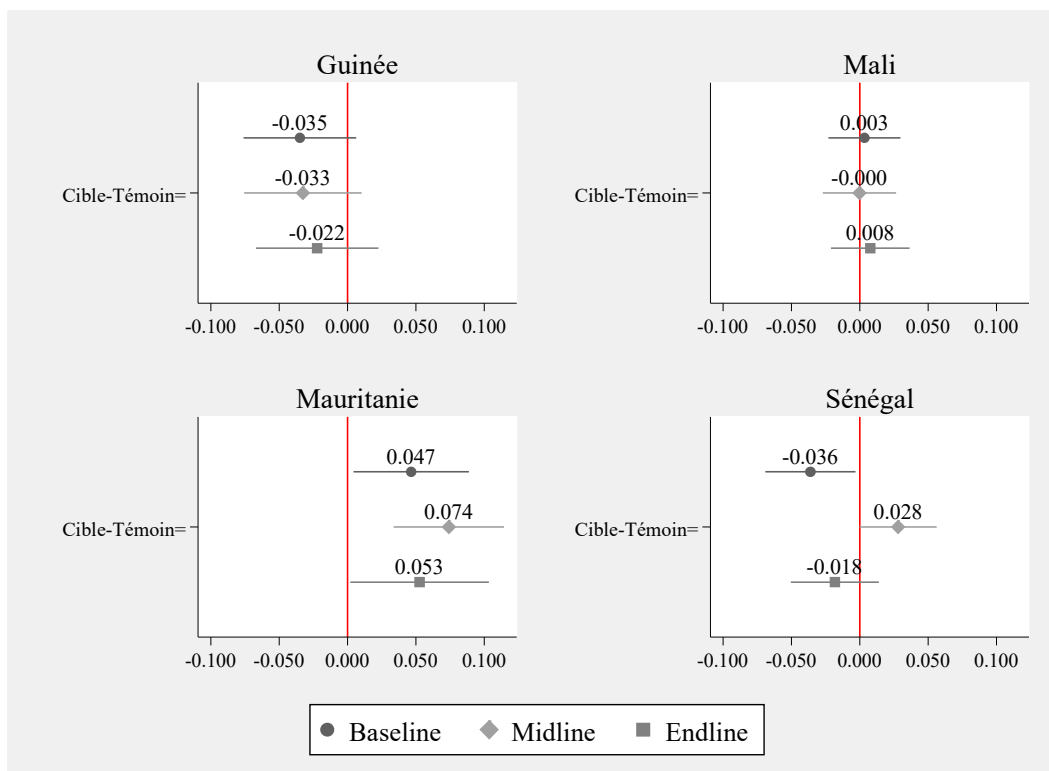 Guinée
-0.035
-0.033
-0.022
Cible-Témoin=
-0.100 -0.050 0.000 0.050 0.100
Mali
0.003
-0.000
0.008
Cible-Témoin=
-0.100 -0.050 0.000 0.050 0.100
Mauritanie
0.047
0.074
0.053
Cible-Témoin=
-0.100 -0.050 0.000 0.050 0.100
Sénégal
-0.036
0.028
-0.018
Cible-Témoin=
-0.100 -0.050 0.000 0.050 0.100
Baseline Midline Endline